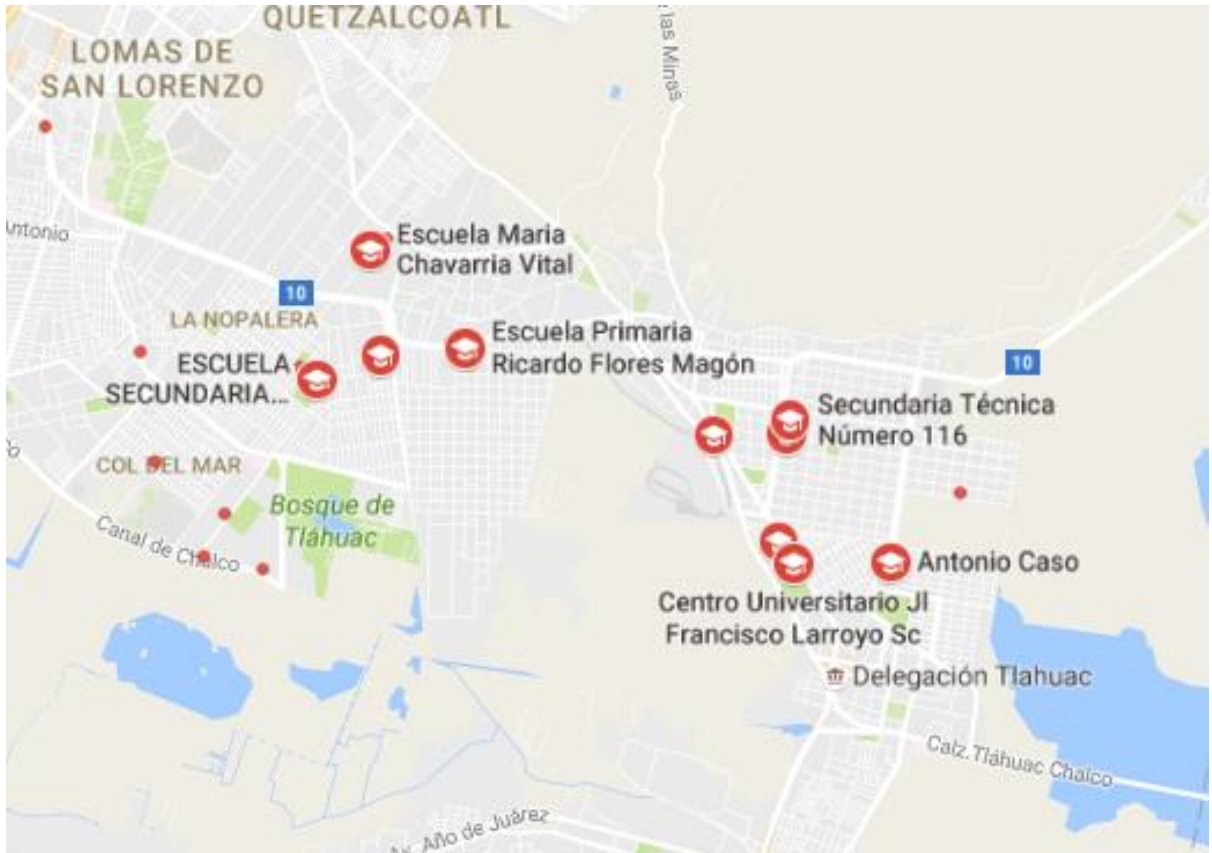 QUETZALCOATL
LOMAS DE
SAN LORENZO
las Minas
Antonio
Escuela Maria
Chavarria Vital
10
LA NOPALERA
Escuela Primaria
Ricardo Flores Magón
ESCUELA
SECUNDARIA...
10
Secundaria Técnica
Número 116
COL DEL MAR
Bosque de
Tláhuac
Canal de Chalco
Antonio Caso
Centro Universitario Jl
Francisco Larroyo Sc
Delegación Tlahuac
Calz. Tláhuac Chalco
Av. Año de Juárez